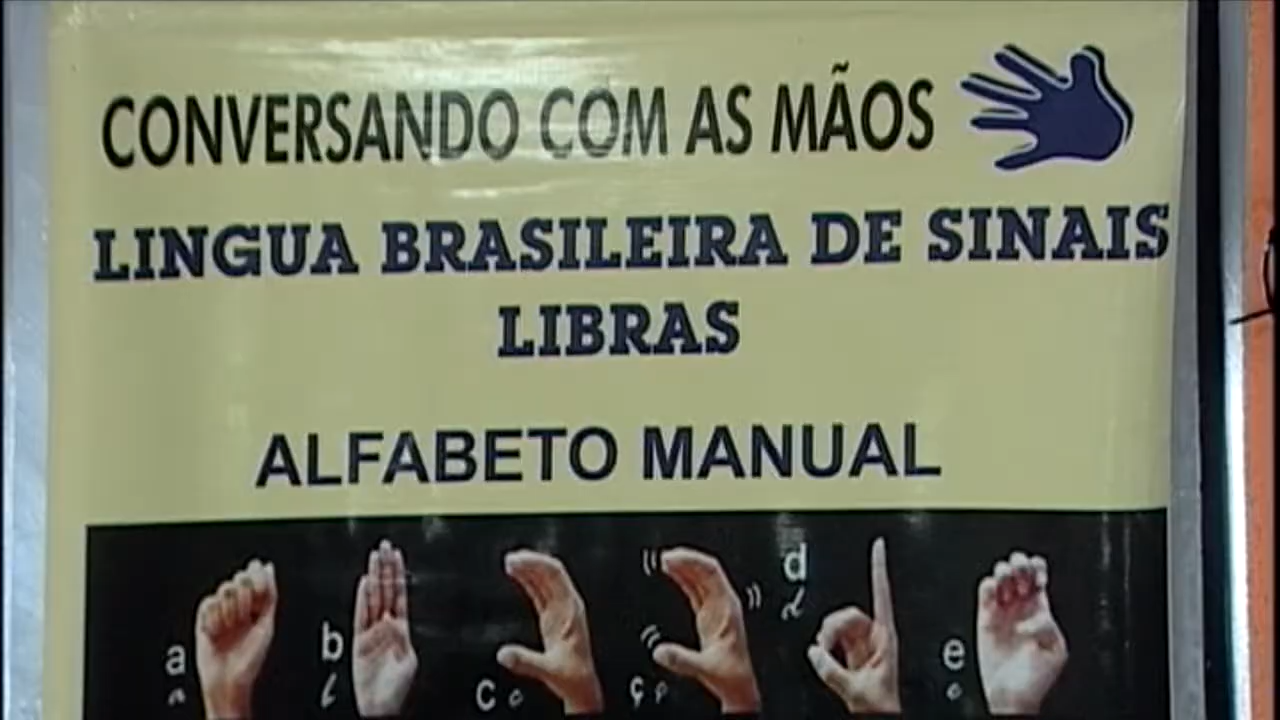 CONVERSANDO COM AS MÃOS
LINGUA BRASILEIRA DE SINAIS
LIBRAS
ALFABETO MANUAL
a b c ç d e